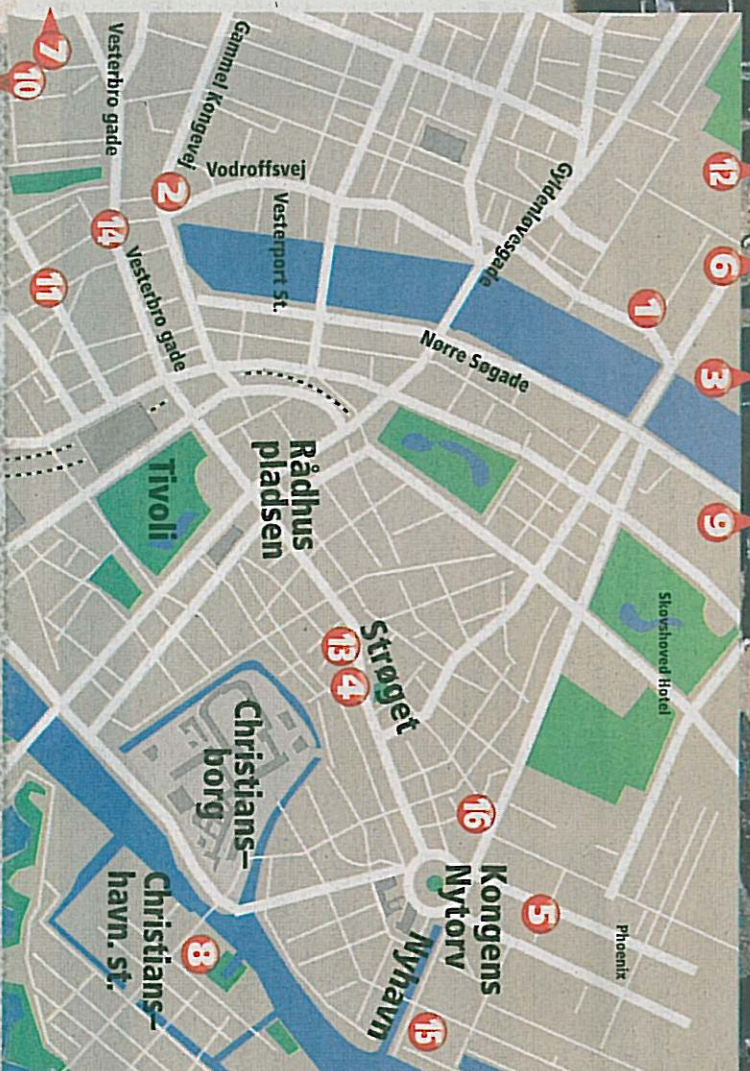 12
6
1
3
9
7
10
Vesterbro gade
Gammel Kongevej
Vodroffsvej
2
14
11
Vesterbro gade
Vesterport St.
Gyldenløvesgade
Nørre Søgade
Rådhus
pladsen
Tivoli
Skovshoved Hotel
Strøget
13
4
Christians–
borg
16
Kongens
Nytorv
5
Phoenix
Nyhavn
15
Christians–
havn. st.
8